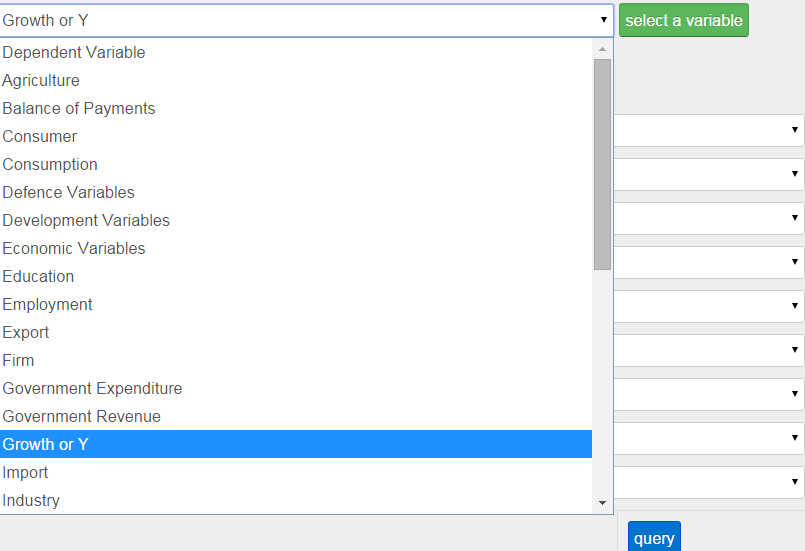 Growth or Y
select a variable
Dependent Variable
Agriculture
Balance of Payments
Consumer
Consumption
Defence Variables
Development Variables
Economic Variables
Education
Employment
Export
Firm
Government Expenditure
Government Revenue
Growth or Y
Import
Industry
query